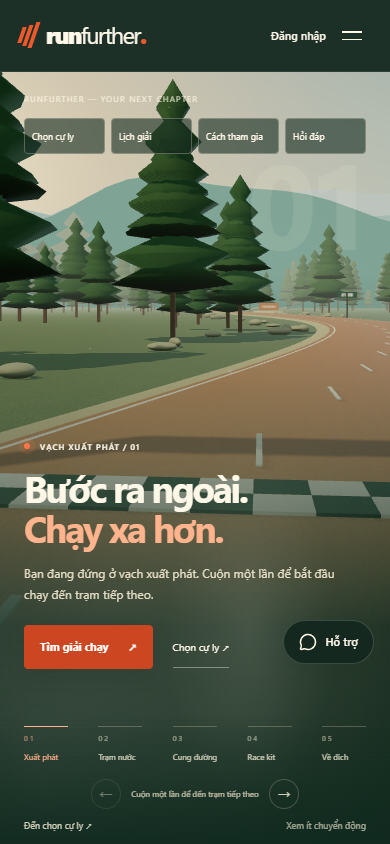 runfurther.
Đăng nhập
RUNFURTHER — YOUR NEXT CHAPTER
Chọn cự ly
Lịch giải
Cách tham gia
Hỏi đáp
01
VẠCH XUẤT PHÁT / 01
Bước ra ngoài.
Chạy xa hơn.
Bạn đang đứng ở vạch xuất phát. Cuộn một lần để bắt đầu
chạy đến trạm tiếp theo.
Tìm giải chạy ↗
Chọn cự ly ↗
Hỗ trợ
01
Xuất phát
02
Trạm nước
03
Cung đường
04
Race kit
05
Về đích
← Cuộn một lần để đến trạm tiếp theo →
Đến chọn cự ly ↗
Xem ít chuyển động